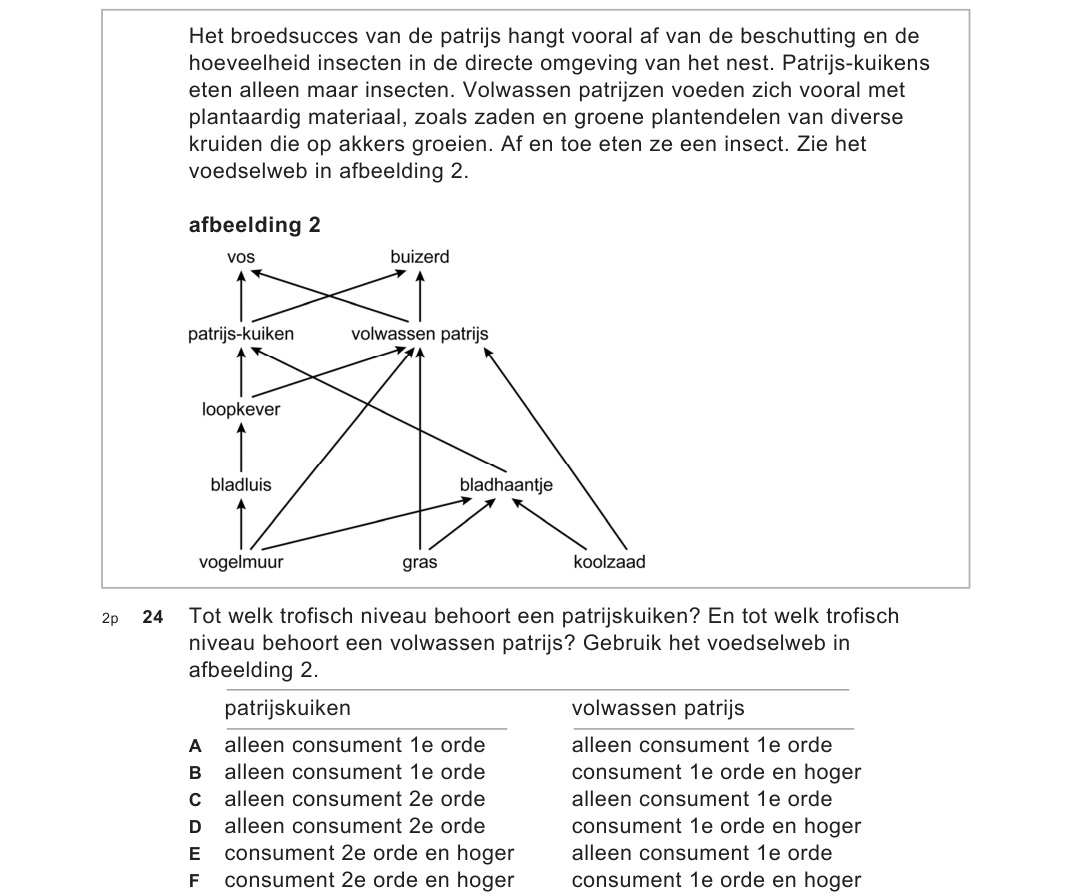 Het broedsucces van de patrijs hangt vooral af van de beschutting en de
hoeveelheid insecten in de directe omgeving van het nest. Patrijs-kuikens
eten alleen maar insecten. Volwassen patrijzen voeden zich vooral met
plantaardig materiaal, zoals zaden en groene plantendelen van diverse
kruiden die op akkers groeien. Af en toe eten ze een insect. Zie het
voedselweb in afbeelding 2.
afbeelding 2
vos buizerd
patrijs-kuiken volwassen patrijs
loopkever
bladluis bladhaantje
vogelmuur gras koolzaad
2p 24 Tot welk trofisch niveau behoort een patrijskuiken? En tot welk trofisch
niveau behoort een volwassen patrijs? Gebruik het voedselweb in
afbeelding 2.
patrijskuiken volwassen patrijs
A alleen consument 1e orde alleen consument 1e orde
B alleen consument 1e orde consument 1e orde en hoger
C alleen consument 2e orde alleen consument 1e orde
D alleen consument 2e orde consument 1e orde en hoger
E consument 2e orde en hoger alleen consument 1e orde
F consument 2e orde en hoger consument 1e orde en hoger